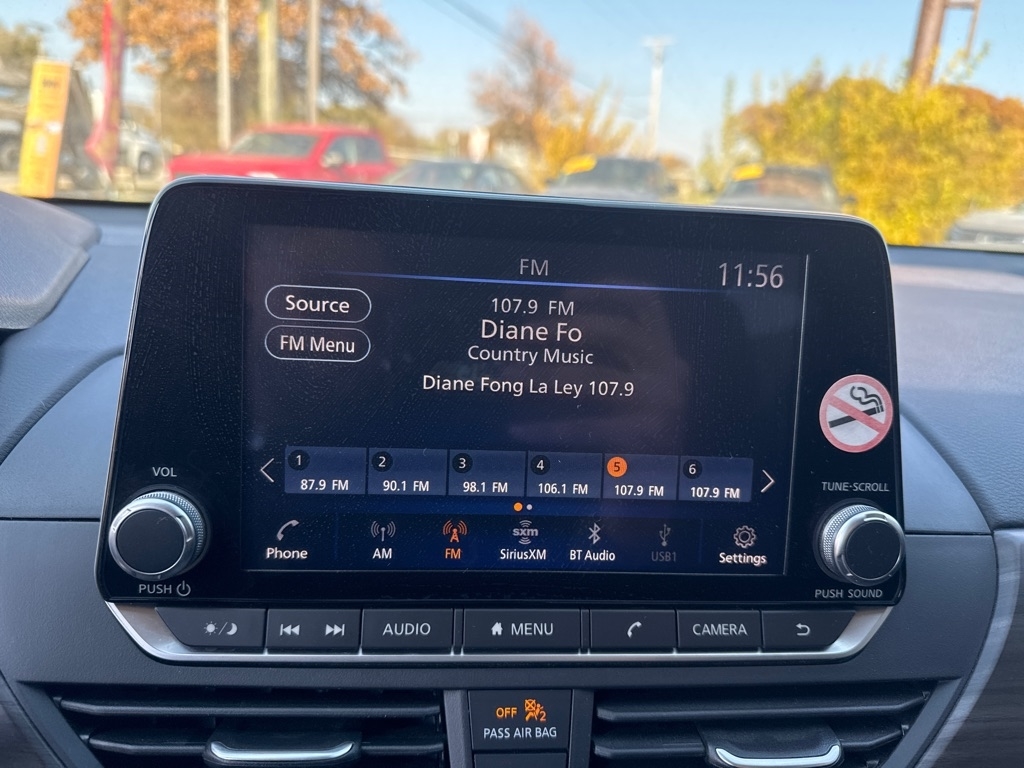 FM
11:56
Source
107.9 FM
Diane Fo
FM Menu
Country Music
Diane Fong La Ley 107.9
VOL
1 2 3 4 5 6
87.9 FM 90.1 FM 98.1 FM 106.1 FM 107.9 FM 107.9 FM
TUNE-SCROLL
sxm
Phone AM FM SiriusXM BT Audio USB1 Settings
PUSH
PUSH SOUND
AUDIO MENU CAMERA
OFF 2
PASS AIR BAG